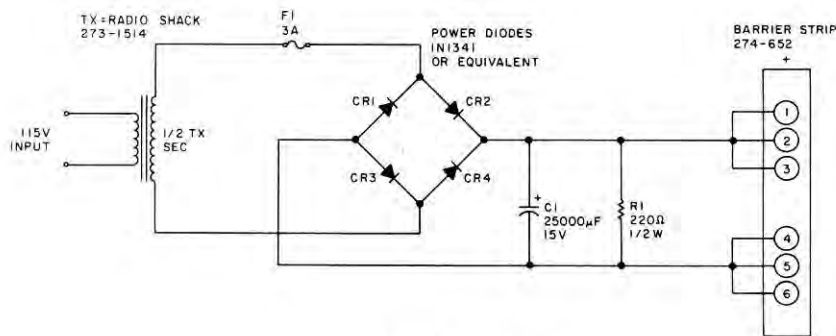 TX=RADIO SHACK
273-1514
F1
3A
POWER DIODES
IN1341
OR EQUIVALENT
BARRIER STRIP
274-652
+
CR1
CR2
115V
INPUT
1/2 TX
SEC
CR3
CR4
+
C1
25000µF
15V
R1
220Ω
1/2W
1
2
3
4
5
6